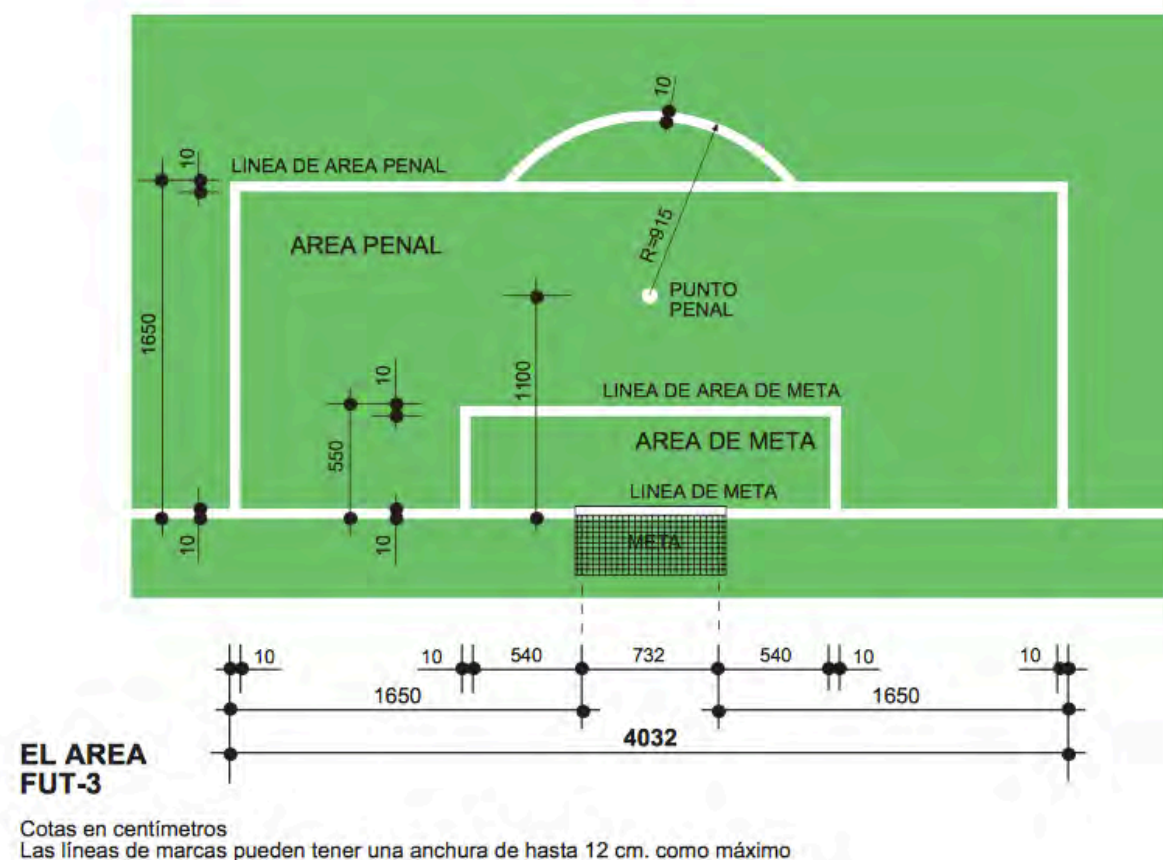 10
10
LINEA DE AREA PENAL
AREA PENAL
R=915
PUNTO
PENAL
1650
10
1100
LINEA DE AREA DE META
550
AREA DE META
LINEA DE META
10
10
META
10
10
540
732
540
10
10
1650
1650
4032
EL AREA
FUT-3
Cotas en centímetros
Las líneas de marcas pueden tener una anchura de hasta 12 cm. como máximo